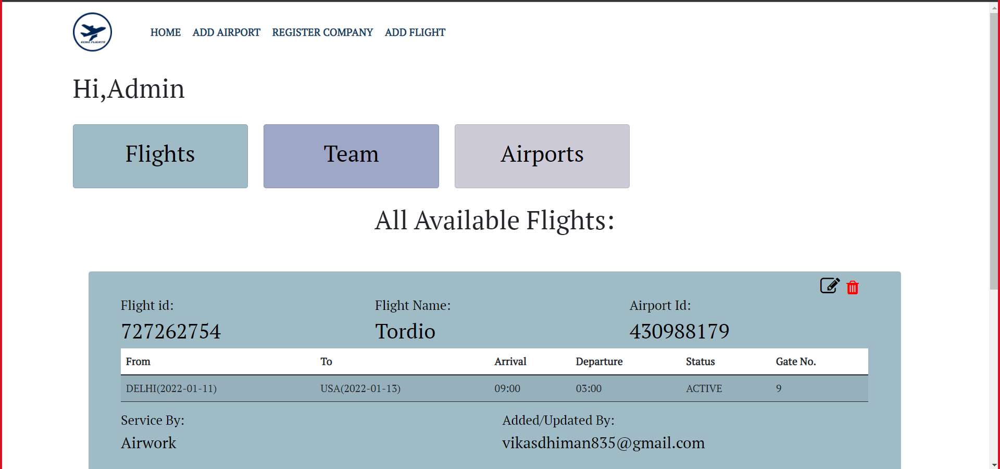 ECRO FLIGHTS
HOME ADD AIRPORT REGISTER COMPANY ADD FLIGHT
Hi,Admin
Flights Team Airports
All Available Flights:
Flight id: Flight Name: Airport Id:
727262754 Tordio 430988179
From To Arrival Departure Status Gate No.
DELHI(2022-01-11) USA(2022-01-13) 09:00 03:00 ACTIVE 9
Service By: Added/Updated By:
Airwork vikasdhiman835@gmail.com